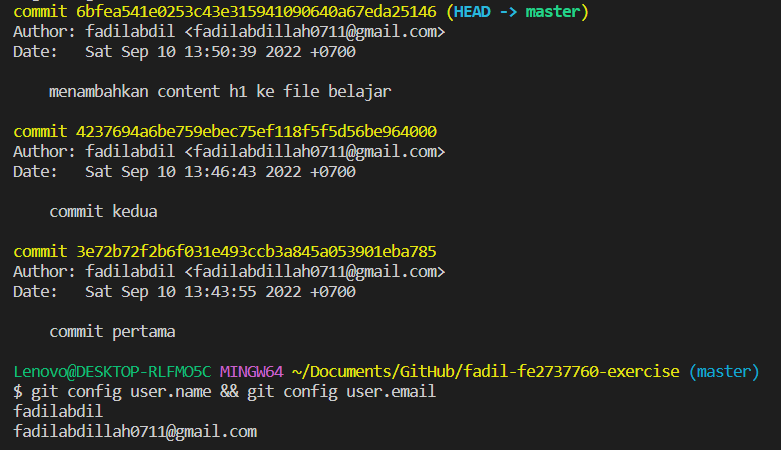 commit 6bfea541e0253c43e315941090640a67eda25146 (HEAD -> master)
Author: fadilabdil <fadilabdillah0711@gmail.com>
Date:   Sat Sep 10 13:50:39 2022 +0700
menambahkan content h1 ke file belajar
commit 4237694a6be759ebec75ef118f5f5d56be964000
Author: fadilabdil <fadilabdillah0711@gmail.com>
Date:   Sat Sep 10 13:46:43 2022 +0700
commit kedua
commit 3e72b72f2b6f031e493ccb3a845a053901eba785
Author: fadilabdil <fadilabdillah0711@gmail.com>
Date:   Sat Sep 10 13:43:55 2022 +0700
commit pertama
Lenovo@DESKTOP-RLFMO5C MINGW64 ~/Documents/GitHub/fadil-fe2737760-exercise (master)
$ git config user.name && git config user.email
fadilabdil
fadilabdillah0711@gmail.com